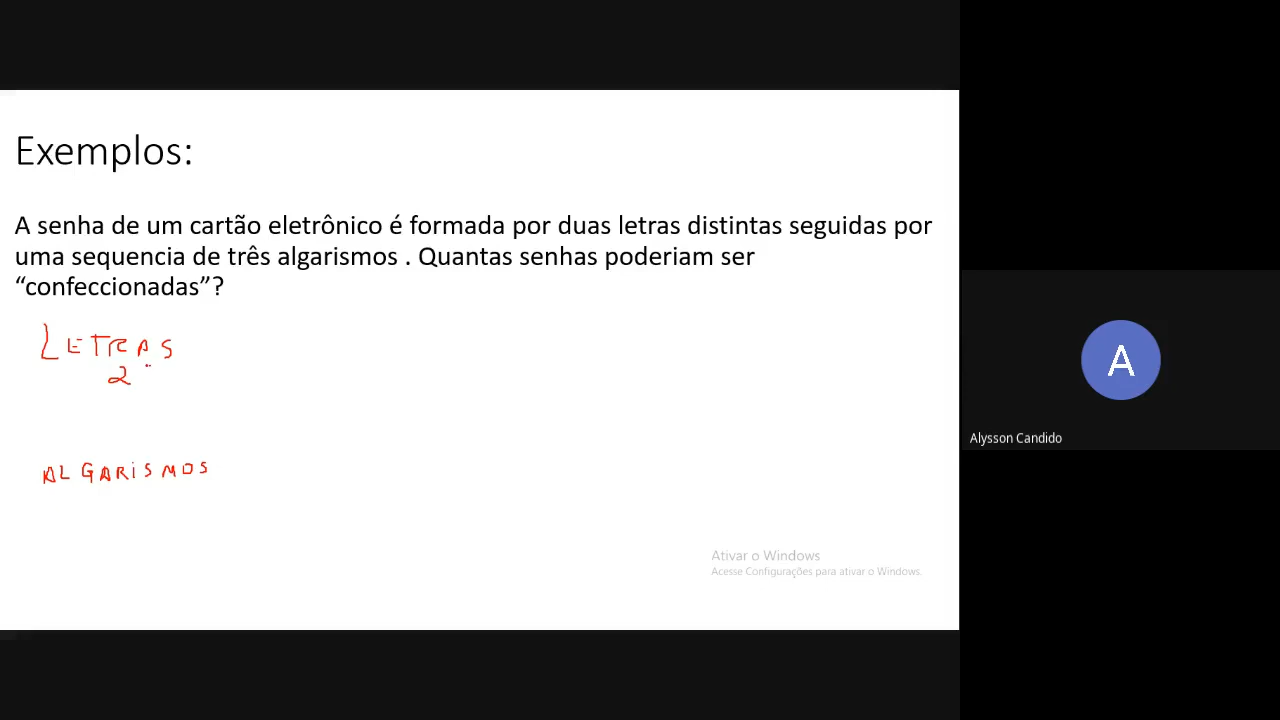 Exemplos:
A senha de um cartão eletrônico é formada por duas letras distintas seguidas por
uma sequencia de três algarismos . Quantas senhas poderiam ser
“confeccionadas”?
LETRAS
2
ALGARISMOS
Ativar o Windows
Acesse Configurações para ativar o Windows.
A
Alysson Candido